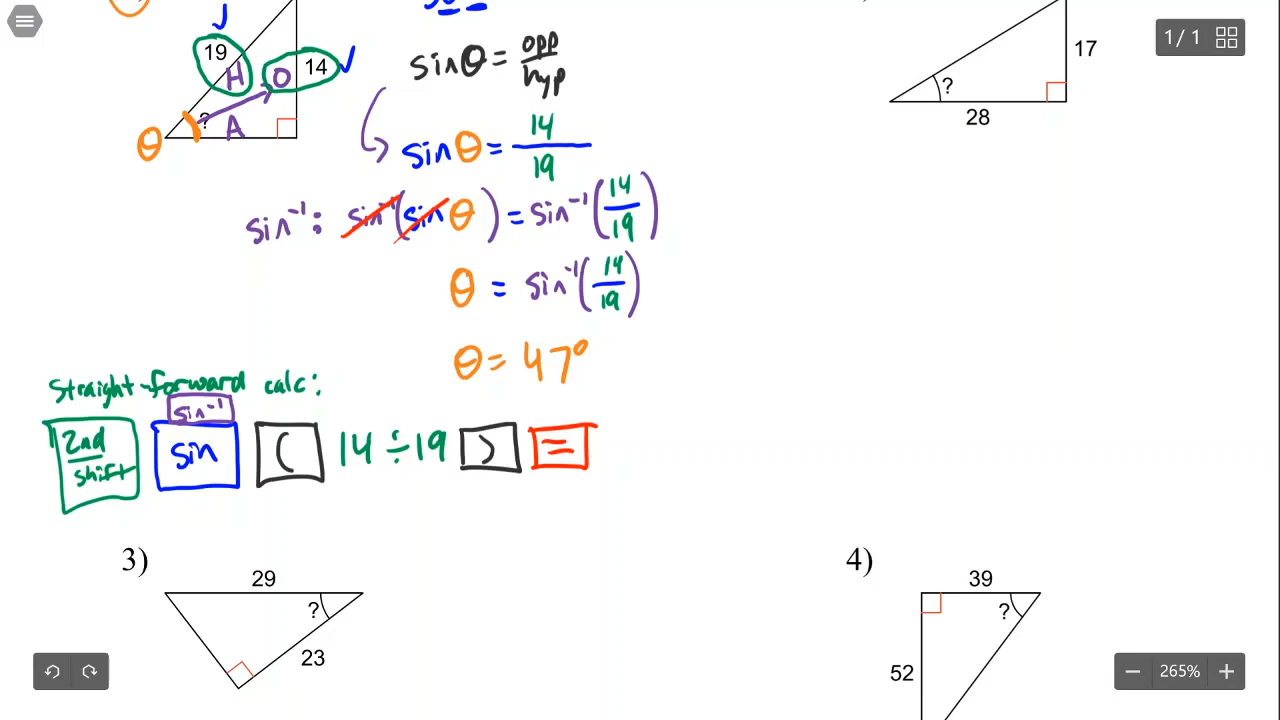 19
H
O
14
?
A
θ
sinθ = opp/hyp
sinθ = 14/19
sin⁻¹: sin⁻¹(sinθ) = sin⁻¹(14/19)
θ = sin⁻¹(14/19)
θ = 47°
straight-forward calc:
sin⁻¹
2nd shift sin ( 14 ÷ 19 ) =
1 / 1
17
?
28
3)
29
?
23
4)
39
?
52
265%